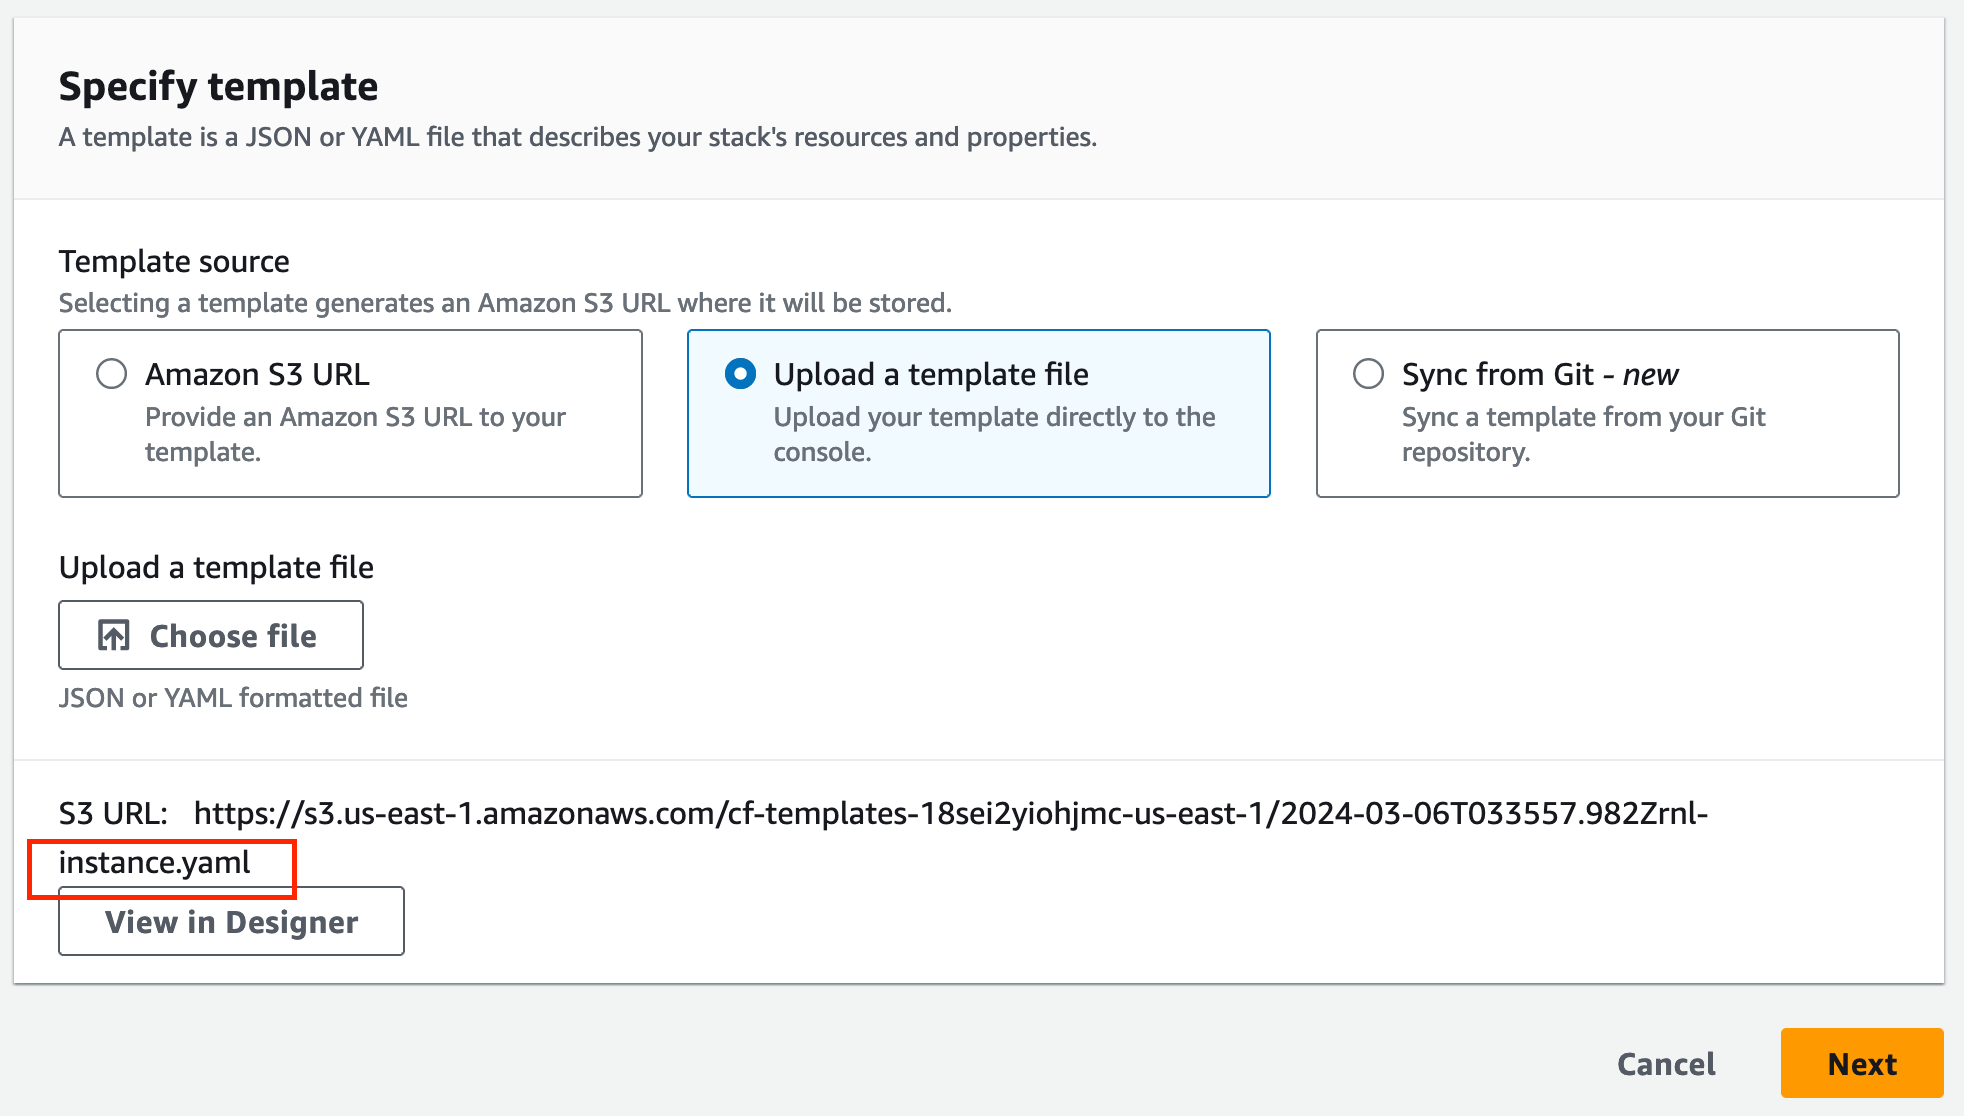 Specify template
A template is a JSON or YAML file that describes your stack's resources and properties.
Template source
Selecting a template generates an Amazon S3 URL where it will be stored.
Amazon S3 URL
Provide an Amazon S3 URL to your
template.
Upload a template file
Upload your template directly to the
console.
Sync from Git - new
Sync a template from your Git
repository.
Upload a template file
Choose file
JSON or YAML formatted file
S3 URL: https://s3.us-east-1.amazonaws.com/cf-templates-18sei2yiohjmc-us-east-1/2024-03-06T033557.982Zrnl-
instance.yaml
View in Designer
Cancel
Next